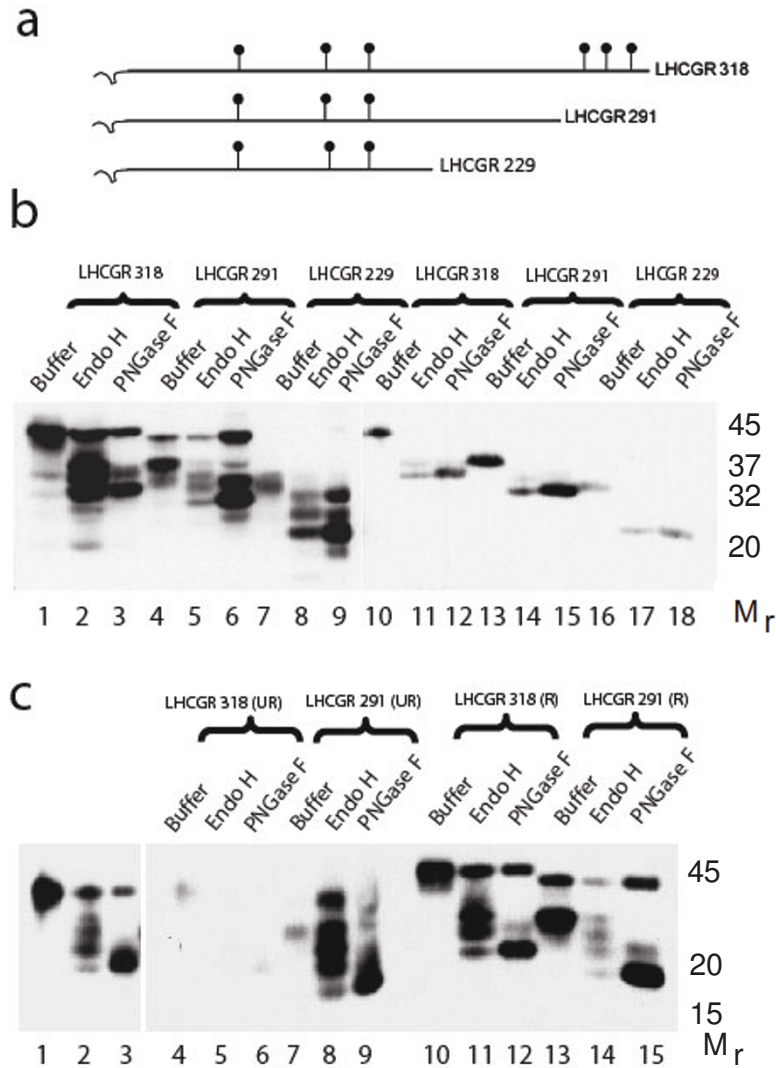 a
LHCGR 318
LHCGR 291
LHCGR 229
b
LHCGR 318 LHCGR 291 LHCGR 229 LHCGR 318 LHCGR 291 LHCGR 229
Buffer Endo H PNGase F Buffer Endo H PNGase F Buffer Endo H PNGase F Buffer Endo H PNGase F Buffer Endo H PNGase F Buffer Endo H PNGase F
45
37
32
20
1 2 3 4 5 6 7 8 9 10 11 12 13 14 15 16 17 18 Mr
c
LHCGR 318 (UR) LHCGR 291 (UR) LHCGR 318 (R) LHCGR 291 (R)
Buffer Endo H PNGase F Buffer Endo H PNGase F Buffer Endo H PNGase F Buffer Endo H PNGase F
45
20
15
1 2 3 4 5 6 7 8 9 10 11 12 13 14 15 Mr